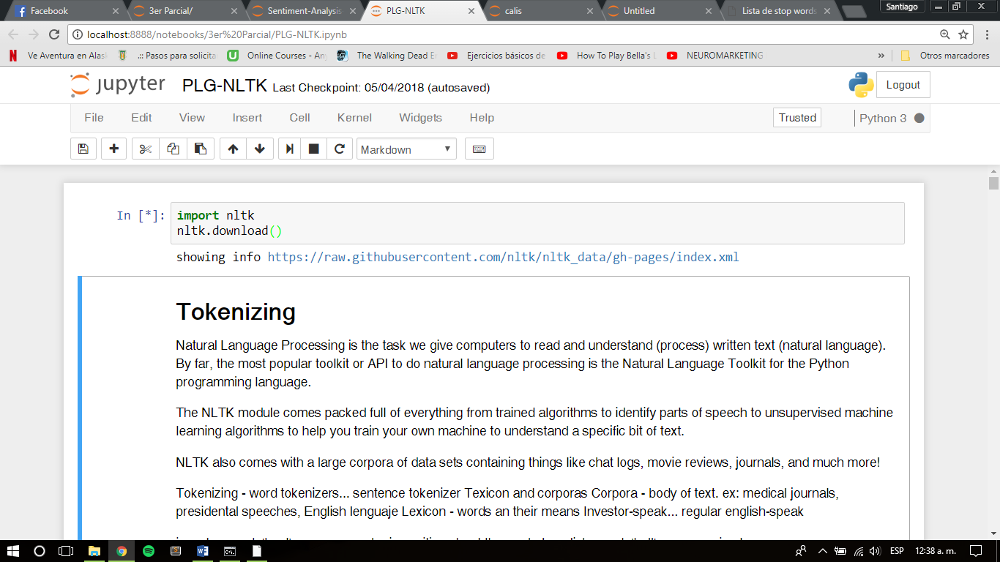 Facebook
3er Parcial/
Sentiment-Analysis
PLG-NLTK
calis
Untitled
Lista de stop words
Santiago
localhost:8888/notebooks/3er%20Parcial/PLG-NLTK.ipynb
Ve Aventura en Alas
.:: Pasos para solicita
Online Courses - An
The Walking Dead E
Ejercicios básicos de
How To Play Bella's L
NEUROMARKETING
»
Otros marcadores
jupyter
PLG-NLTK Last Checkpoint: 05/04/2018 (autosaved)
Logout
File
Edit
View
Insert
Cell
Kernel
Widgets
Help
Trusted
Python 3
Markdown
In [*]:
import nltk
nltk.download()
showing info https://raw.githubusercontent.com/nltk/nltk_data/gh-pages/index.xml
Tokenizing
Natural Language Processing is the task we give computers to read and understand (process) written text (natural language).
By far, the most popular toolkit or API to do natural language processing is the Natural Language Toolkit for the Python
programming language.
The NLTK module comes packed full of everything from trained algorithms to identify parts of speech to unsupervised machine
learning algorithms to help you train your own machine to understand a specific bit of text.
NLTK also comes with a large corpora of data sets containing things like chat logs, movie reviews, journals, and much more!
Tokenizing - word tokenizers... sentence tokenizer Texicon and corporas Corpora - body of text. ex: medical journals,
presidental speeches, English lenguaje Lexicon - words an their means Investor-speak... regular english-speak
ESP
12:38 a. m.